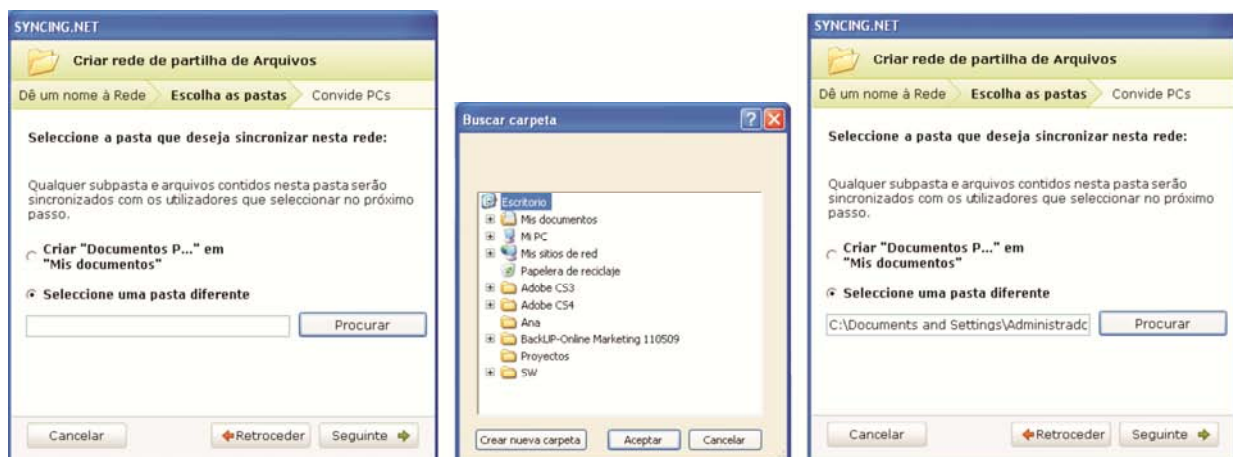 SYNCING.NET
Criar rede de partilha de Arquivos
Dê um nome à Rede Escolha as pastas Convide PCs
Seleccione a pasta que deseja sincronizar nesta rede:
Qualquer subpasta e arquivos contidos nesta pasta serão
sincronizados com os utilizadores que seleccionar no próximo
passo.
Criar "Documentos P..." em
"Mis documentos"
Seleccione uma pasta diferente
Procurar
Cancelar Retroceder Seguinte
Buscar carpeta
Escritorio
Mis documentos
Mi PC
Mis sitios de red
Papelera de reciclaje
Adobe CS3
Adobe CS4
Ana
BackUP-Online Marketing 110509
Proyectos
SW
Crear nueva carpeta Aceptar Cancelar
SYNCING.NET
Criar rede de partilha de Arquivos
Dê um nome à Rede Escolha as pastas Convide PCs
Seleccione a pasta que deseja sincronizar nesta rede:
Qualquer subpasta e arquivos contidos nesta pasta serão
sincronizados com os utilizadores que seleccionar no próximo
passo.
Criar "Documentos P..." em
"Mis documentos"
Seleccione uma pasta diferente
C:\Documents and Settings\Administradc Procurar
Cancelar Retroceder Seguinte